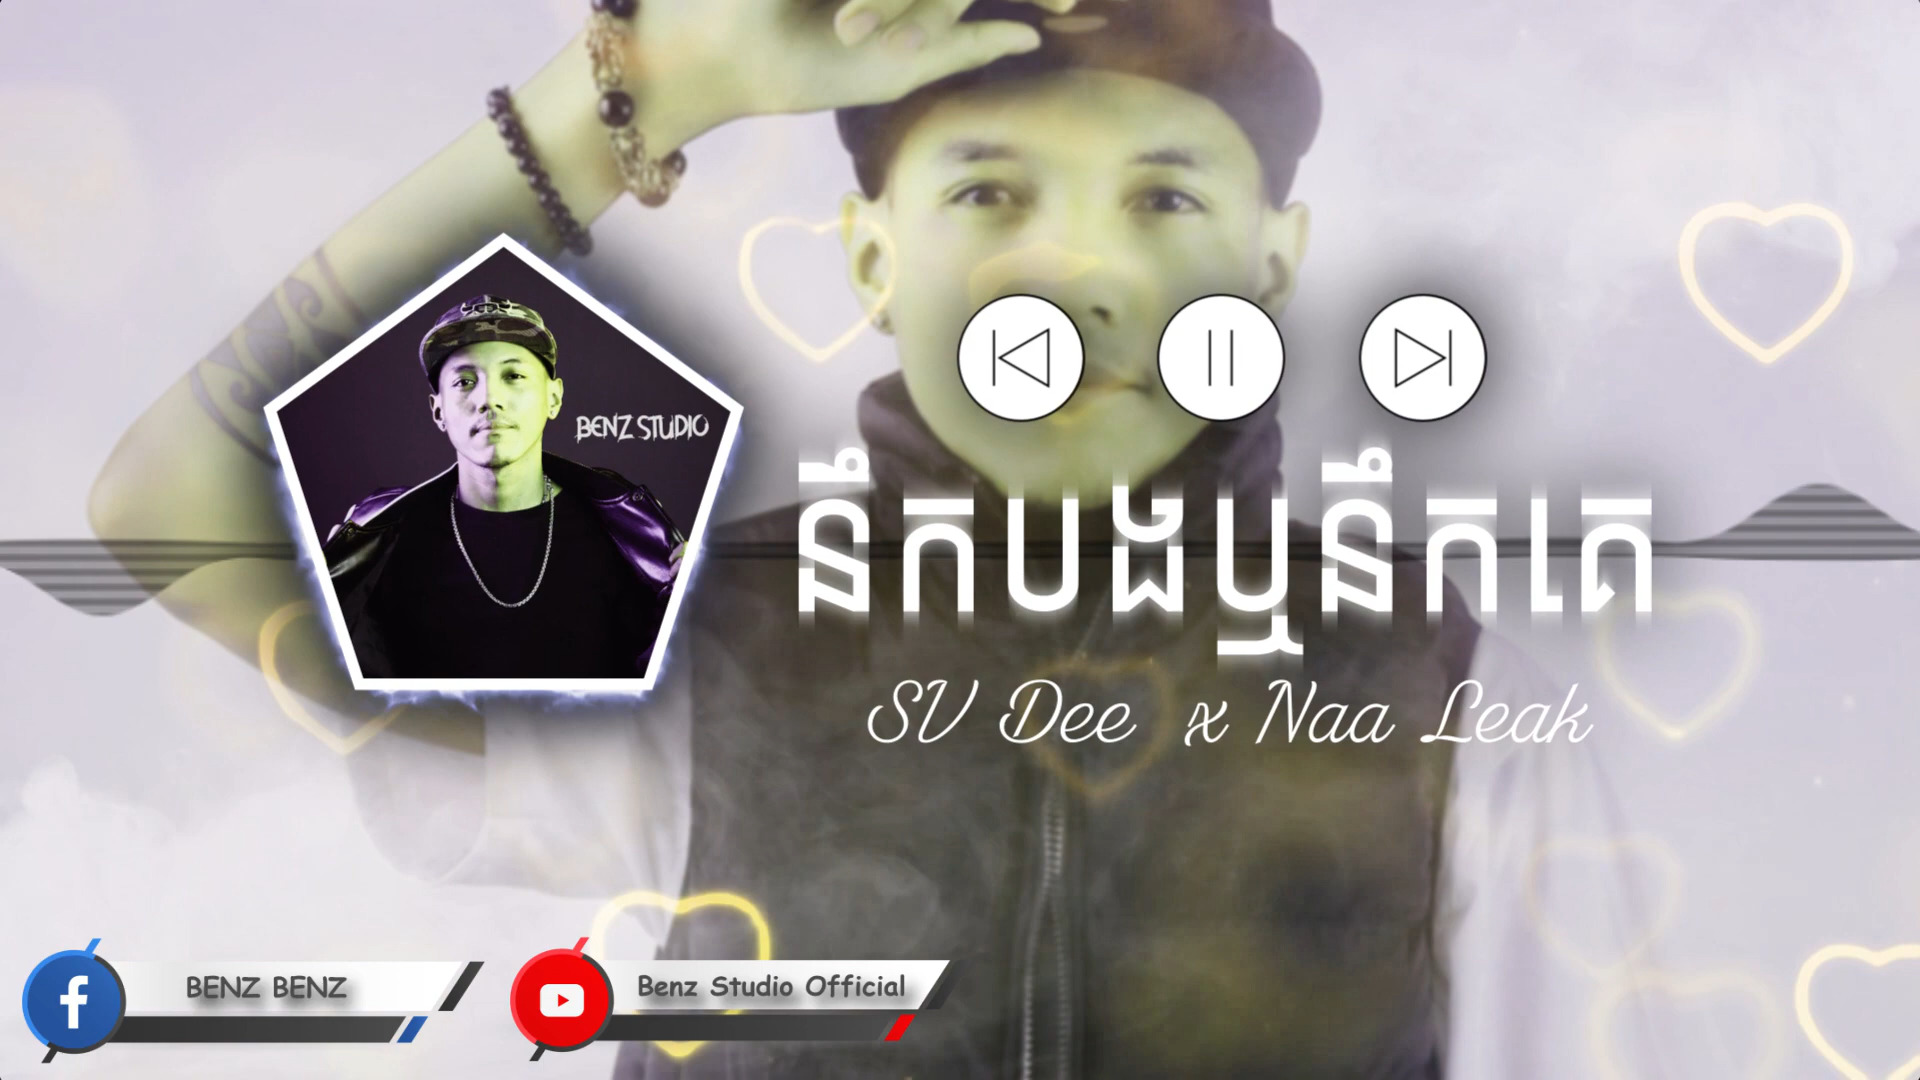 BENZ STUDIO
នឹកបងឬនឹកគេ
SV Dee x Naa Leak
BENZ BENZ
Benz Studio Official